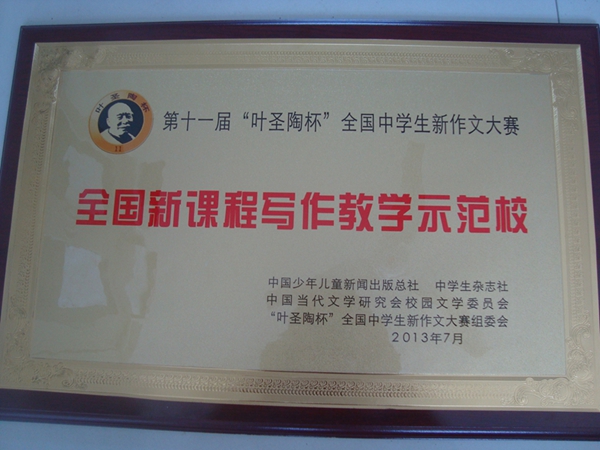 叶圣陶杯
第十一届“叶圣陶杯”全国中学生新作文大赛
全国新课程写作教学示范校
中国少年儿童新闻出版总社 中学生杂志社
中国当代文学研究会校园文学委员会
“叶圣陶杯”全国中学生新作文大赛组委会
2013年7月